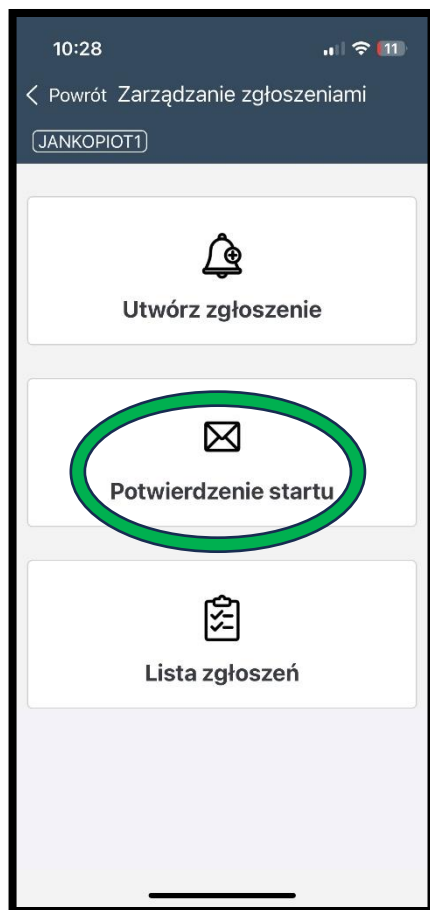 10:28 11
Powrót Zarządzanie zgłoszeniami
JANKOPIOT1
Utwórz zgłoszenie
Potwierdzenie startu
Lista zgłoszeń